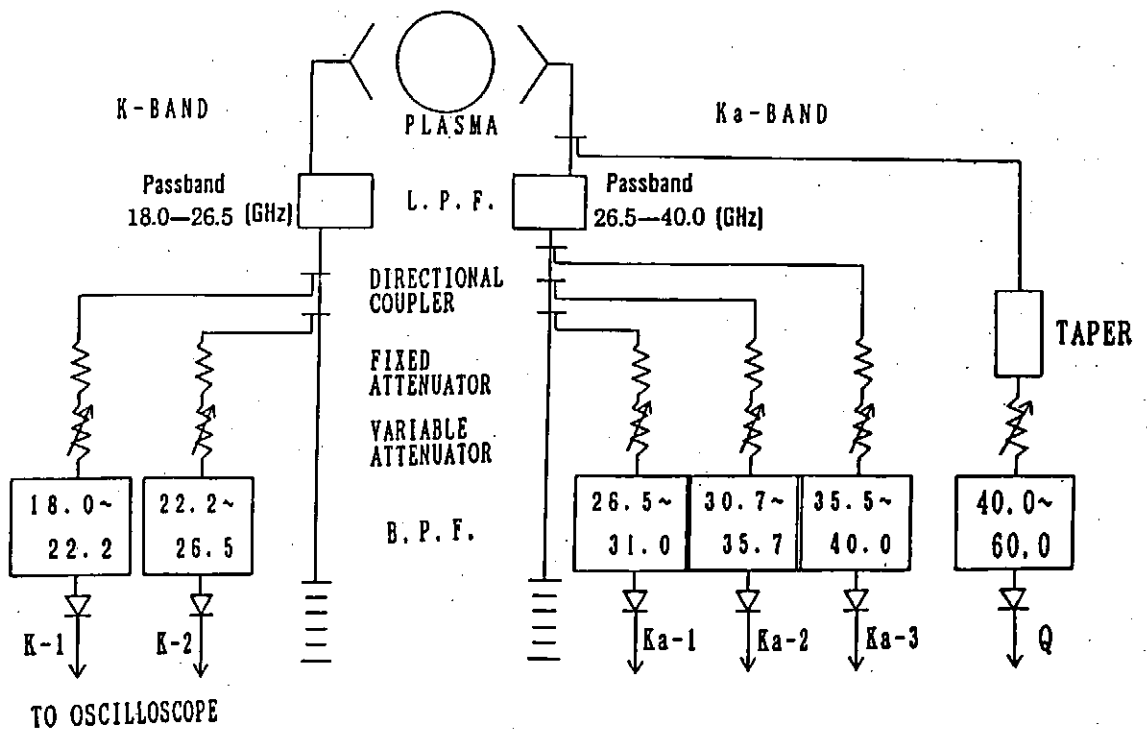 K-BAND
PLASMA
Ka-BAND
Passband
18.0—26.5 (GHz)
L.P.F.
Passband
26.5—40.0 (GHz)
DIRECTIONAL
COUPLER
TAPER
FIXED
ATTENUATOR
VARIABLE
ATTENUATOR
18.0~
22.2
22.2~
26.5
B.P.F.
26.5~
31.0
30.7~
35.7
35.5~
40.0
40.0~
60.0
K-1
K-2
Ka-1
Ka-2
Ka-3
Q
TO OSCILLOSCOPE